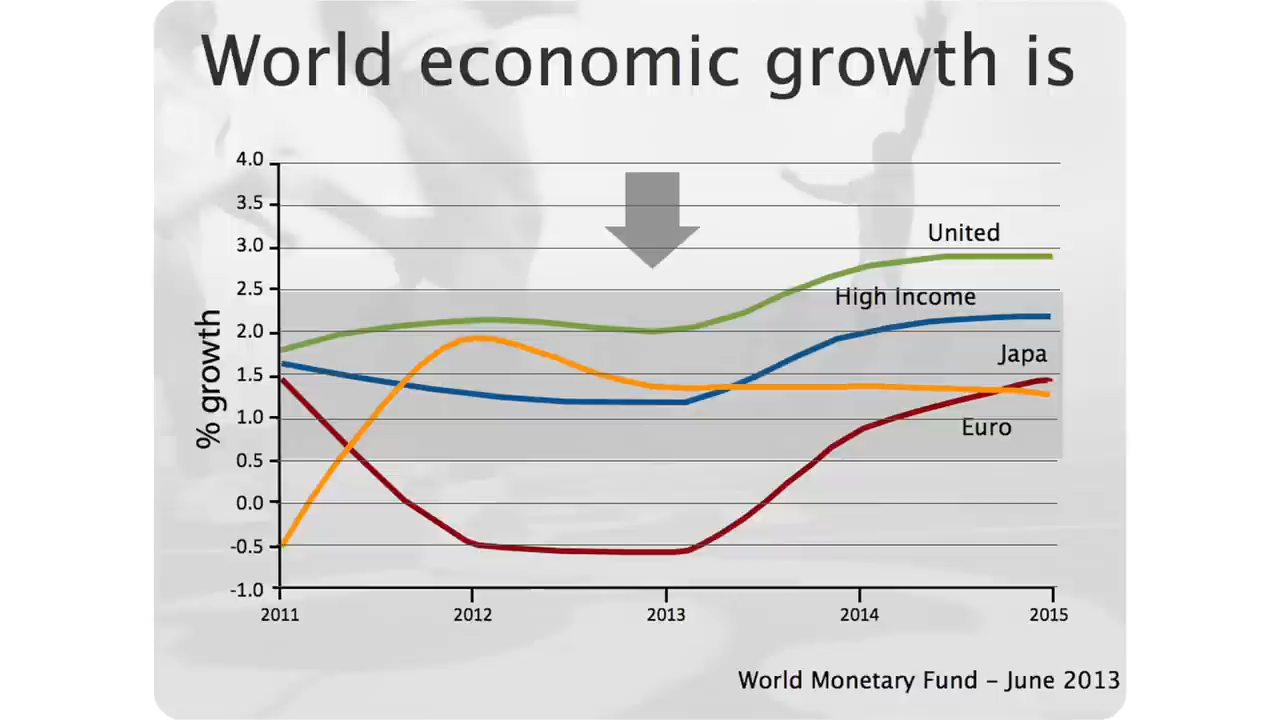 World economic growth is
4.0
3.5
3.0
2.5
2.0
1.5
1.0
0.5
0.0
-0.5
-1.0
% growth
United
High Income
Japa
Euro
2011 2012 2013 2014 2015
World Monetary Fund - June 2013